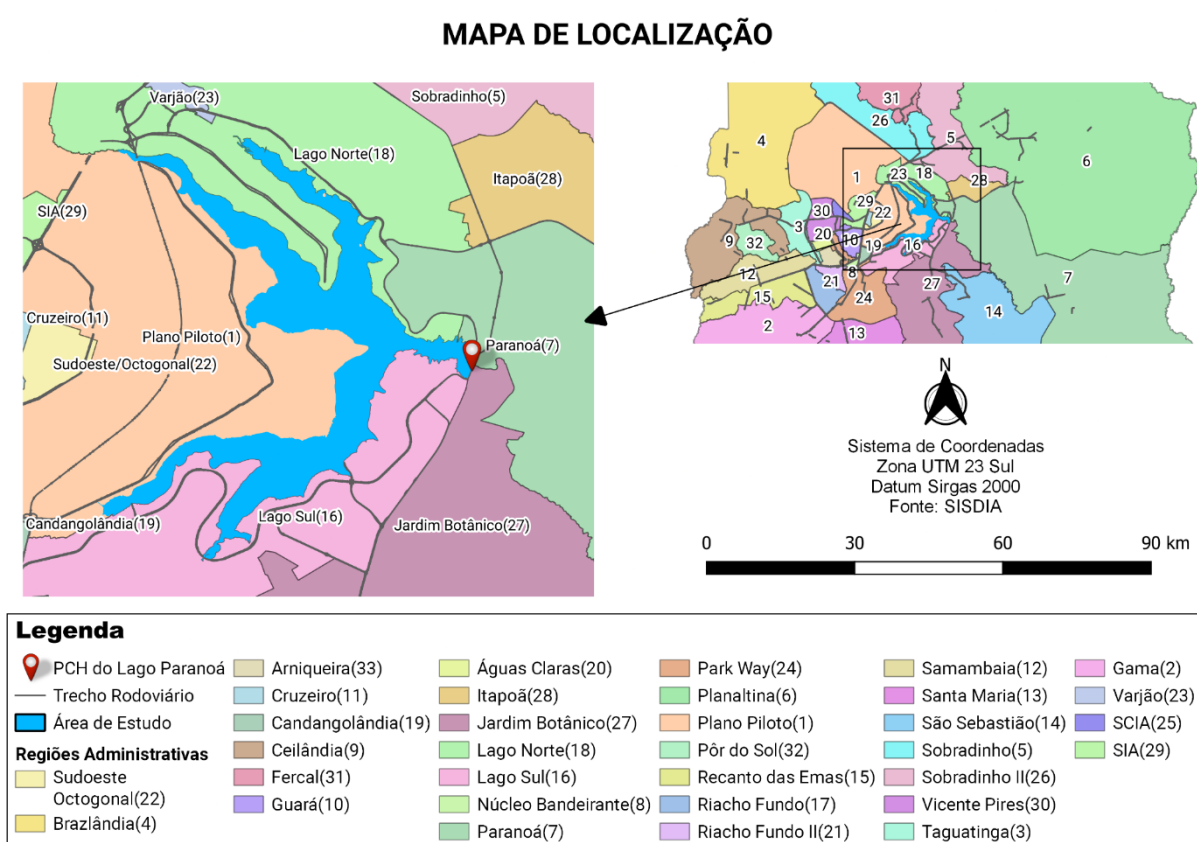 MAPA DE LOCALIZAÇÃO
Varjão(23)
Sobradinho(5)
Lago Norte(18)
Itapoã(28)
SIA(29)
Cruzeiro(11)
Plano Piloto(1)
Sudoeste/Octogonal(22)
Paranoá(7)
Candangolândia(19)
Lago Sul(16)
Jardim Botânico(27)
31
26
4
5
6
1
23
18
28
29
30
22
3
20
9
32
10
19
16
12
8
21
27
7
15
24
14
2
13
N
Sistema de Coordenadas
Zona UTM 23 Sul
Datum Sirgas 2000
Fonte: SISDIA
0 30 60 90 km
Legenda
PCH do Lago Paranoá
Trecho Rodoviário
Área de Estudo
Regiões Administrativas
Sudoeste
Octogonal(22)
Brazlândia(4)
Arniqueira(33)
Cruzeiro(11)
Candangolândia(19)
Ceilândia(9)
Fercal(31)
Guará(10)
Águas Claras(20)
Itapoã(28)
Jardim Botânico(27)
Lago Norte(18)
Lago Sul(16)
Núcleo Bandeirante(8)
Paranoá(7)
Park Way(24)
Planaltina(6)
Plano Piloto(1)
Pôr do Sol(32)
Recanto das Emas(15)
Riacho Fundo(17)
Riacho Fundo II(21)
Samambaia(12)
Santa Maria(13)
São Sebastião(14)
Sobradinho(5)
Sobradinho II(26)
Vicente Pires(30)
Taguatinga(3)
Gama(2)
Varjão(23)
SCIA(25)
SIA(29)